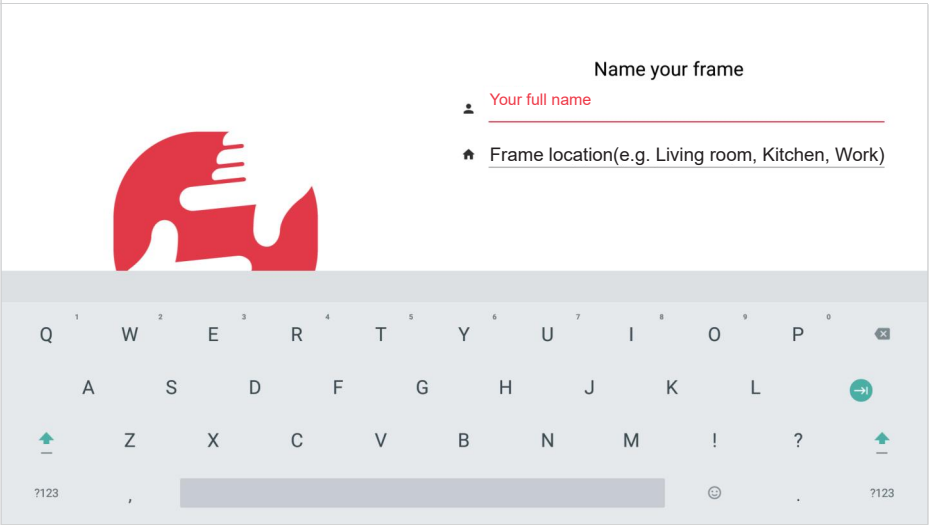 Name your frame
Your full name
Frame location(e.g. Living room, Kitchen, Work)
1 2 3 4 5 6 7 8 9 0
Q W E R T Y U I O P
A S D F G H J K L
Z X C V B N M ! ?
?123 , . ?123